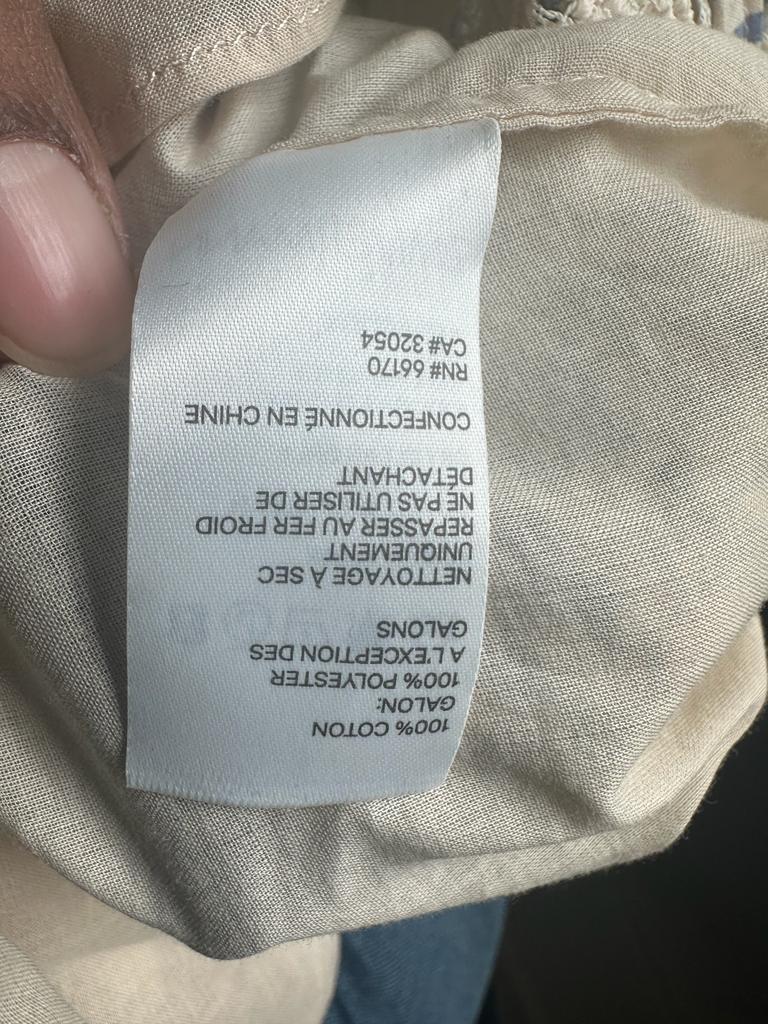 100% COTON
GALON:
100% POLYESTER
A L'EXCEPTION DES
GALONS
NETTOYAGE À SEC
UNIQUEMENT
REPASSER AU FER FROID
NE PAS UTILISER DE
DÉTACHANT
CONFECTIONNÉ EN CHINE
RN# 66170
CA# 32054